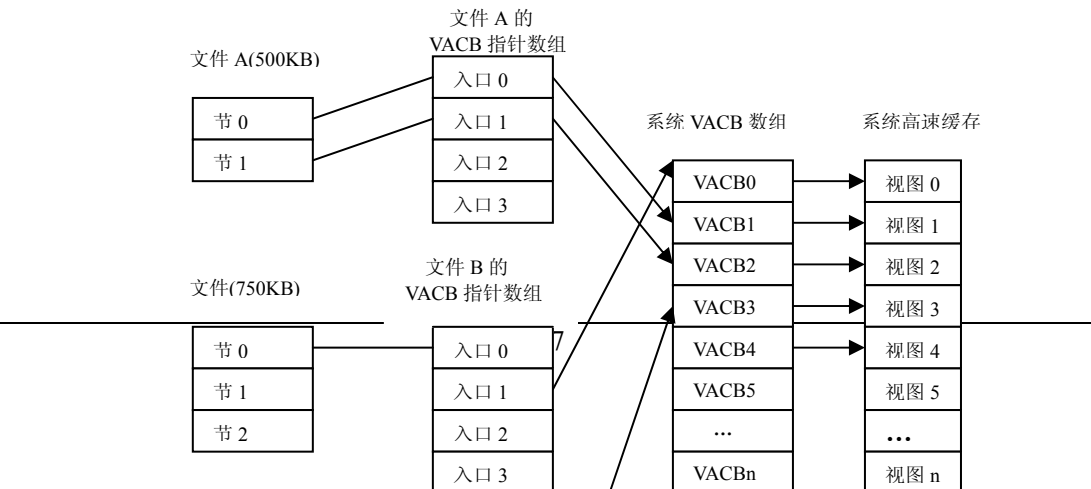 文件 A 的
VACB 指针数组
文件 A(500KB)
入口 0
入口 1
入口 2
入口 3
节 0
节 1
系统 VACB 数组
系统高速缓存
VACB0
VACB1
VACB2
VACB3
VACB4
VACB5
...
VACBn
视图 0
视图 1
视图 2
视图 3
视图 4
视图 5
...
视图 n
文件 B 的
VACB 指针数组
文件(750KB)
节 0
节 1
节 2
入口 0
入口 1
入口 2
入口 3